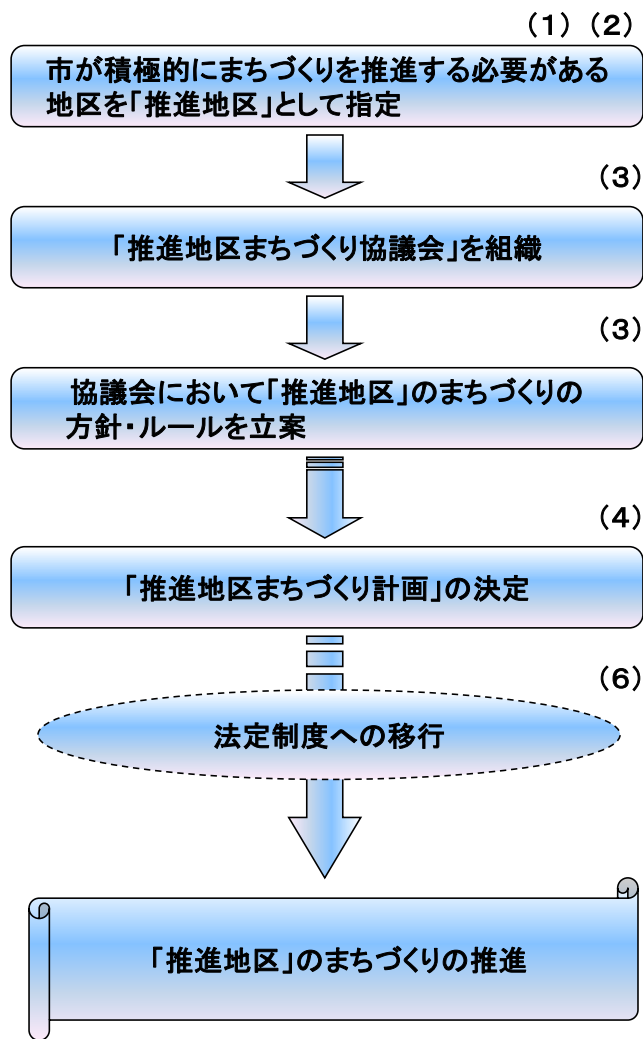 (1) (2)
市が積極的にまちづくりを推進する必要がある
地区を「推進地区」として指定
(3)
「推進地区まちづくり協議会」を組織
(3)
協議会において「推進地区」のまちづくりの
方針・ルールを立案
(4)
「推進地区まちづくり計画」の決定
(6)
法定制度への移行
「推進地区」のまちづくりの推進